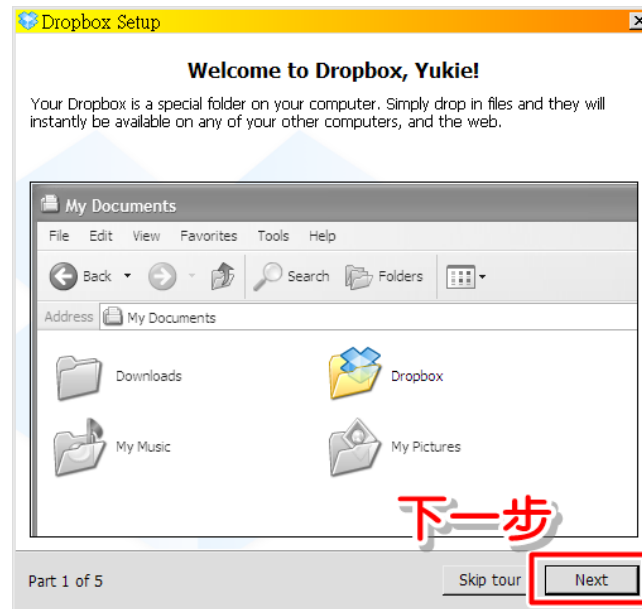 Dropbox Setup
Welcome to Dropbox, Yukie!
Your Dropbox is a special folder on your computer. Simply drop in files and they will
instantly be available on any of your other computers, and the web.
My Documents
File Edit View Favorites Tools Help
Back Search Folders
Address My Documents
Downloads Dropbox
My Music My Pictures
下一步
Part 1 of 5 Skip tour Next